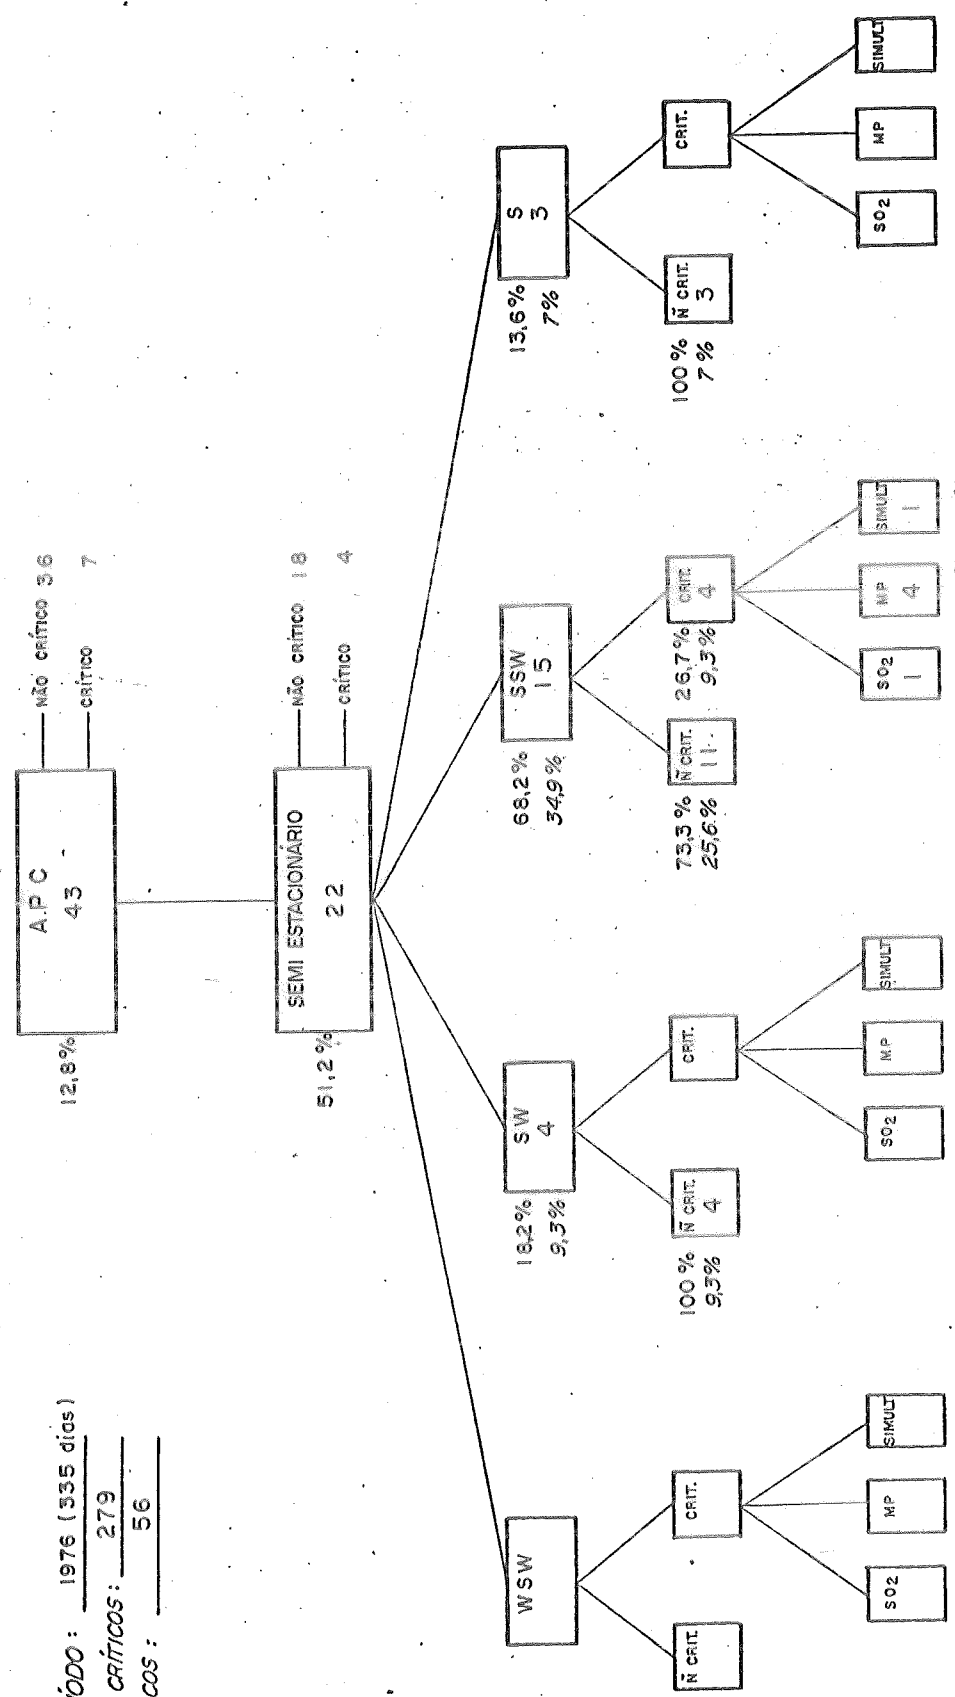 ÍODO : 1976 (335 dias)
CRÍTICOS : 279
COS : 56
A.P C
43
12,8%
NÃO CRÍTICO 36
CRÍTICO 7
SEMI ESTACIONÁRIO
22
51,2%
NÃO CRÍTICO 18
CRÍTICO 4
WSW
Ñ CRIT.
CRIT.
SO2
MP
SIMULT
SW
4
18,2%
9,3%
Ñ CRIT.
4
100%
9,3%
CRIT.
SO2
MP
SIMULT
SSW
15
68,2%
34,9%
Ñ CRIT.
11
73,3%
25,6%
CRIT.
4
26,7%
9,3%
SO2
1
MP
4
SIMULT
1
S
3
13,6%
7%
Ñ CRIT.
3
100%
7%
CRIT.
SO2
MP
SIMULT